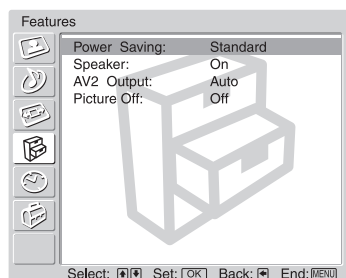 Features
Power Saving: Standard
Speaker: On
AV2 Output: Auto
Picture Off: Off
Select: Set: OK Back: End: MENU